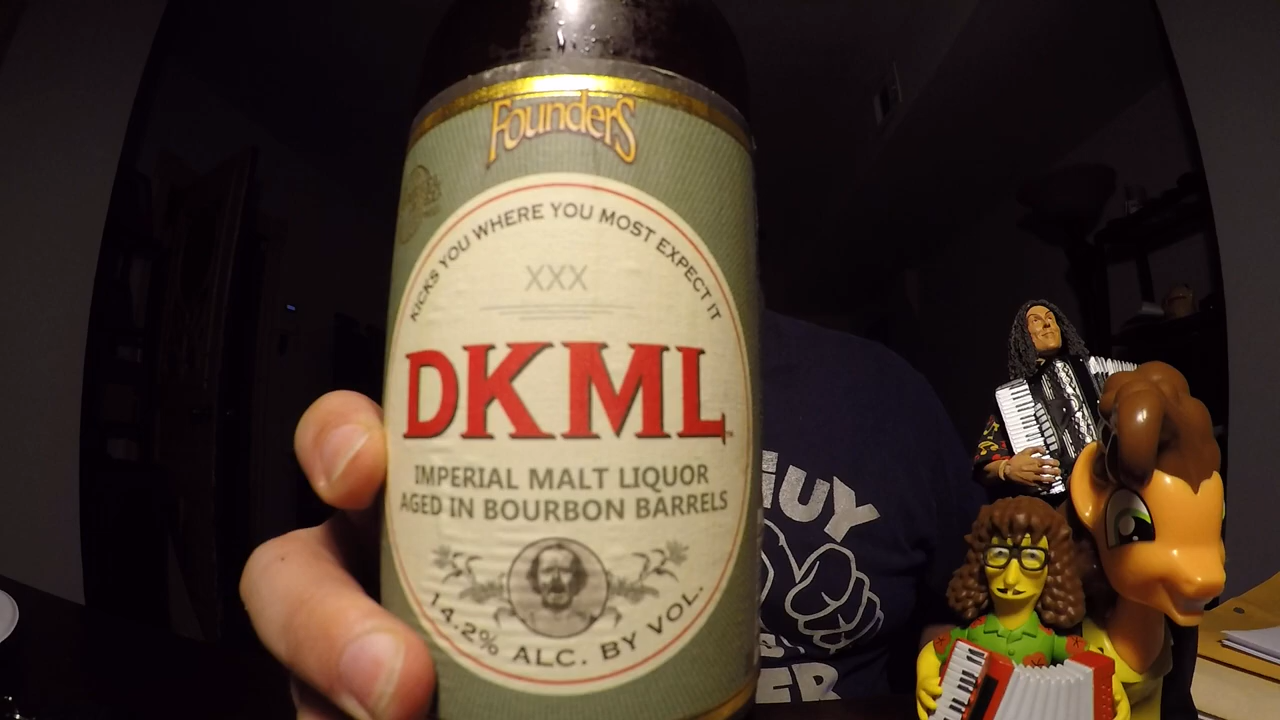 FoundeRS
KICKS YOU WHERE YOU MOST EXPECT IT
XXX
DKML
IMPERIAL MALT LIQUOR
AGED IN BOURBON BARRELS
14.2% ALC. BY VOL.